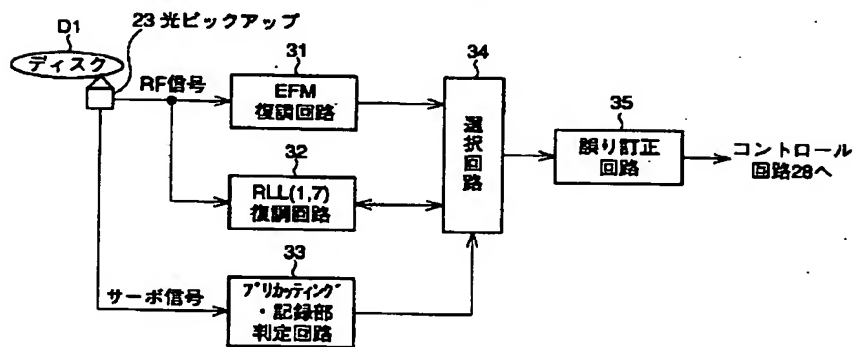 D1
23 光ピックアップ
ディスク
RF信号
31
EFM
復調回路
32
RLL(1,7)
復調回路
33
サーボ信号
プリカッティング
・記録部
判定回路
34
選択回路
35
誤り訂正
回路
コントロール
回路28へ